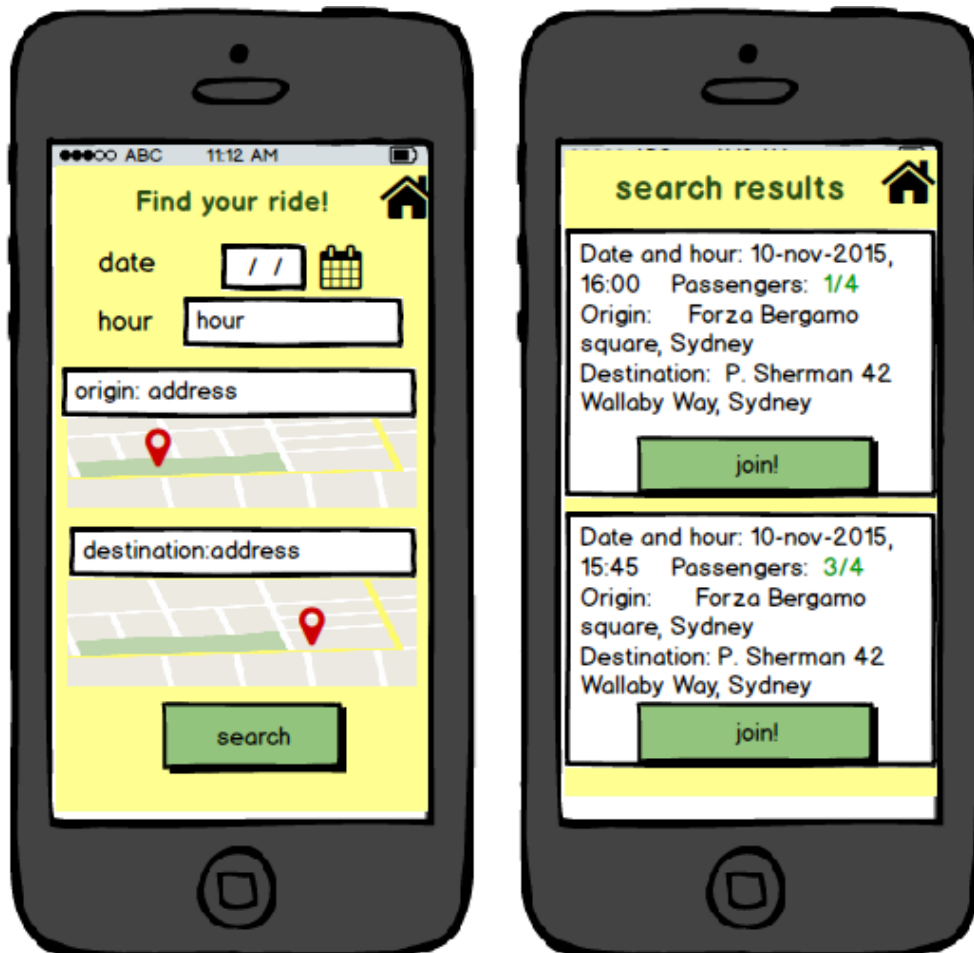 ABC 11:12 AM
Find your ride!
date / /
hour hour
origin: address
destination:address
search
search results
Date and hour: 10-nov-2015,
16:00 Passengers: 1/4
Origin: Forza Bergamo
square, Sydney
Destination: P. Sherman 42
Wallaby Way, Sydney
join!
Date and hour: 10-nov-2015,
15:45 Passengers: 3/4
Origin: Forza Bergamo
square, Sydney
Destination: P. Sherman 42
Wallaby Way, Sydney
join!